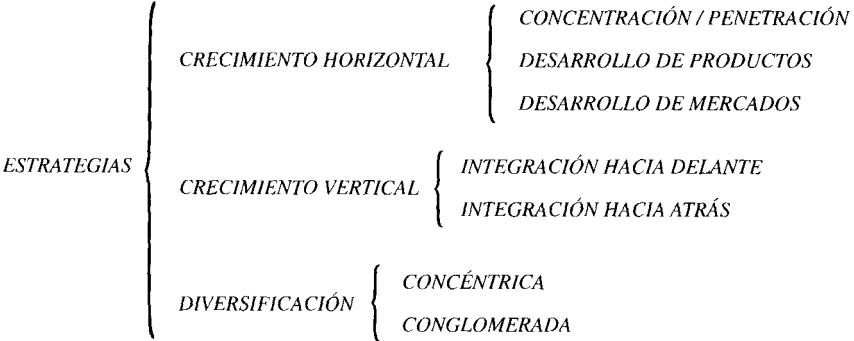 ESTRATEGIAS
CRECIMIENTO HORIZONTAL
CONCENTRACIÓN / PENETRACIÓN
DESARROLLO DE PRODUCTOS
DESARROLLO DE MERCADOS
CRECIMIENTO VERTICAL
INTEGRACIÓN HACIA DELANTE
INTEGRACIÓN HACIA ATRÁS
DIVERSIFICACIÓN
CONCÉNTRICA
CONGLOMERADA